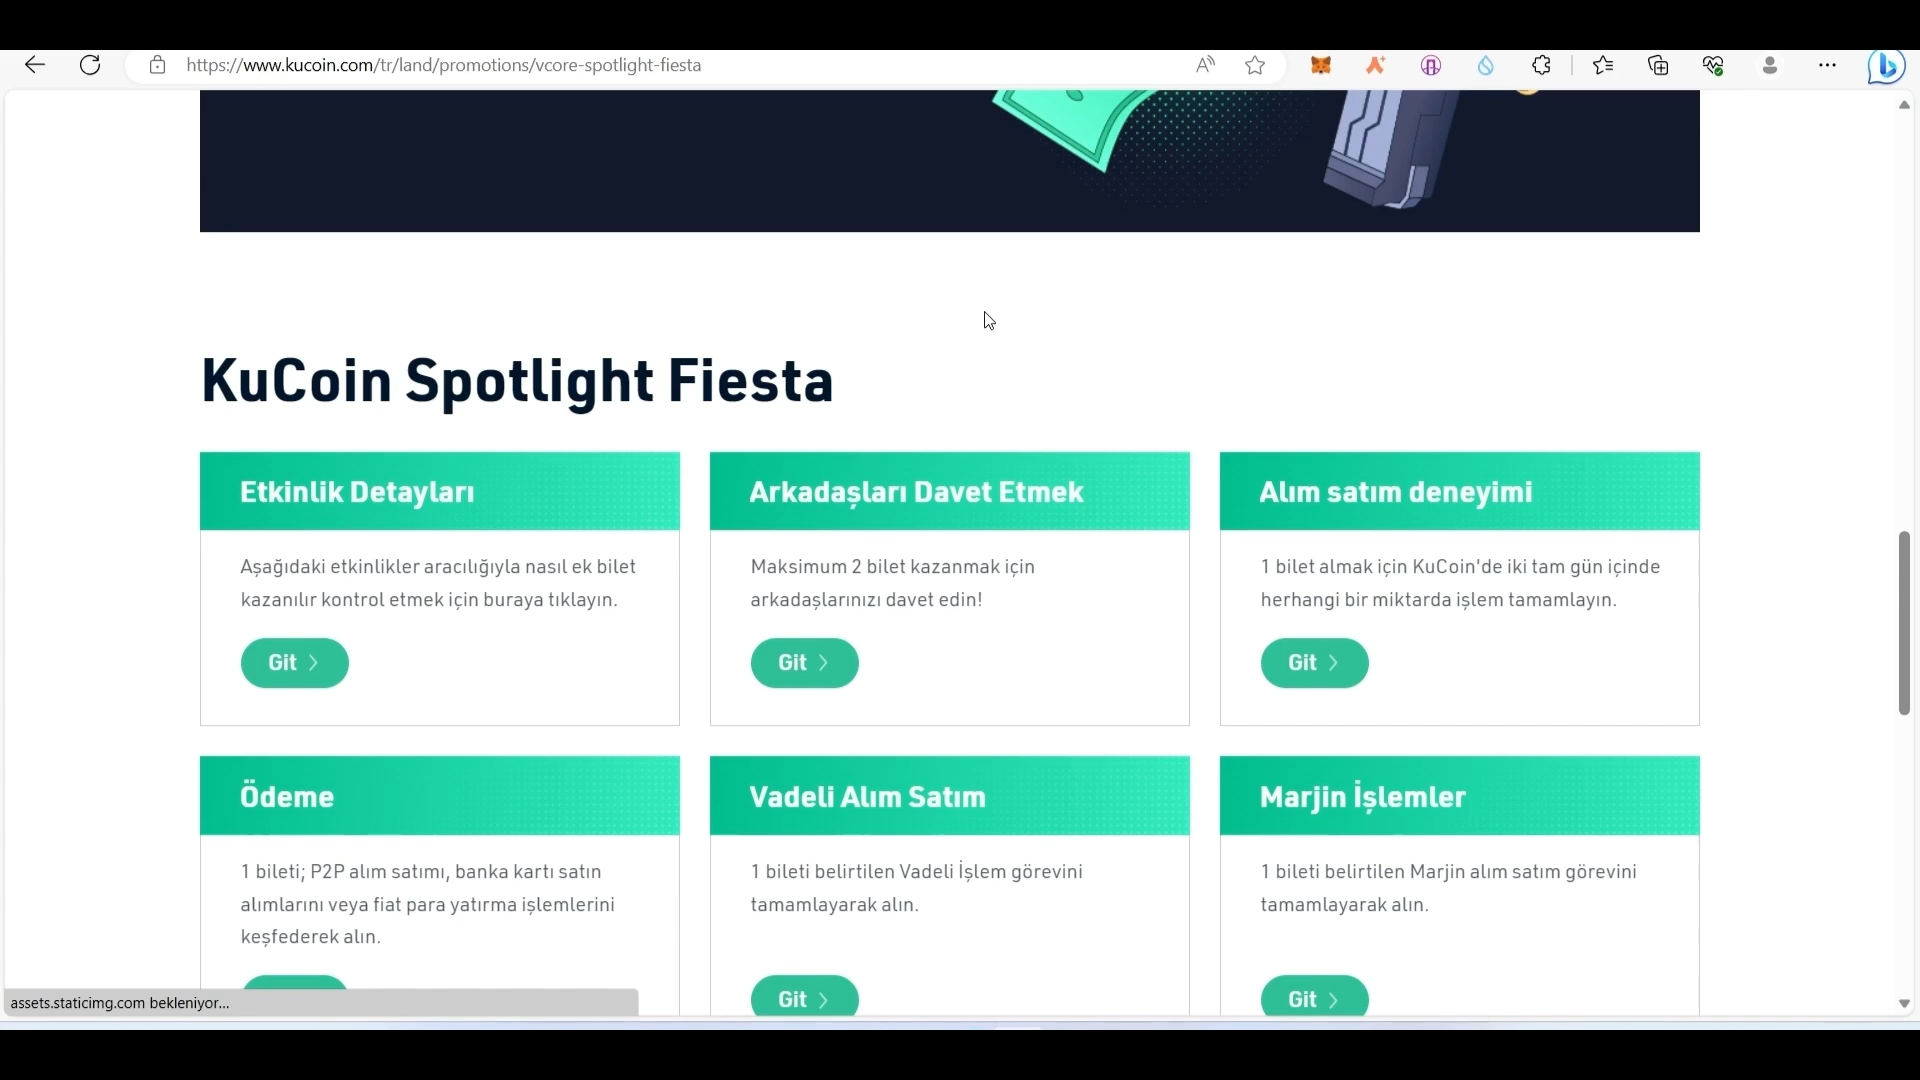 https://www.kucoin.com/tr/land/promotions/vcore-spotlight-fiesta
KuCoin Spotlight Fiesta
Etkinlik Detayları
Aşağıdaki etkinlikler aracılığıyla nasıl ek bilet
kazanılır kontrol etmek için buraya tıklayın.
Git
Arkadaşları Davet Etmek
Maksimum 2 bilet kazanmak için
arkadaşlarınızı davet edin!
Git
Alım satım deneyimi
1 bilet almak için KuCoin'de iki tam gün içinde
herhangi bir miktarda işlem tamamlayın.
Git
Ödeme
1 bileti; P2P alım satımı, banka kartı satın
alımlarını veya fiat para yatırma işlemlerini
keşfederek alın.
Vadeli Alım Satım
1 bileti belirtilen Vadeli İşlem görevini
tamamlayarak alın.
Git
Marjin İşlemler
1 bileti belirtilen Marjin alım satım görevini
tamamlayarak alın.
Git
assets.staticimg.com bekleniyor...